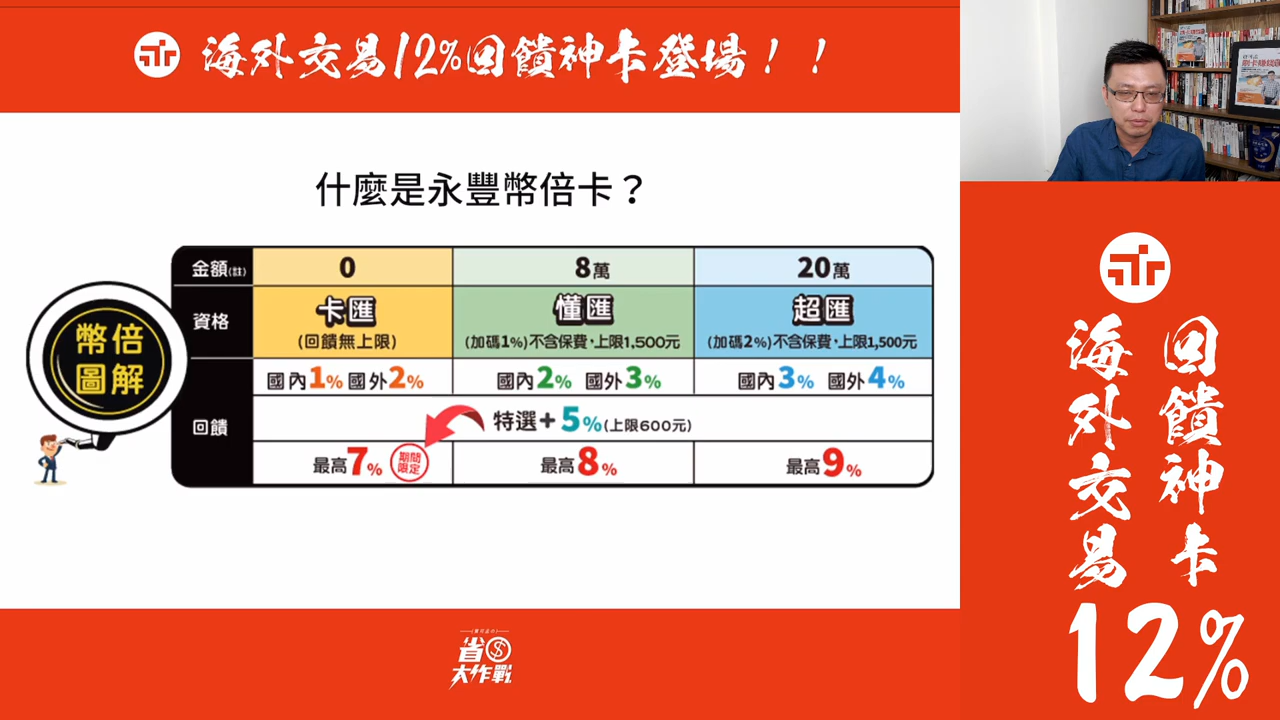 海外交易12%回饋神卡登場！！
什麼是永豐幣倍卡？
幣倍
圖解
金額(註) 0 8萬 20萬
資格 卡匯 懂匯 超匯
(回饋無上限) (加碼1%)不含保費，上限1,500元 (加碼2%)不含保費，上限1,500元
回饋 國內1% 國外2% 國內2% 國外3% 國內3% 國外4%
特選+5%(上限600元)
最高7% 期間限定 最高8% 最高9%
省$
大作戰
回饋神卡
海外交易
12%